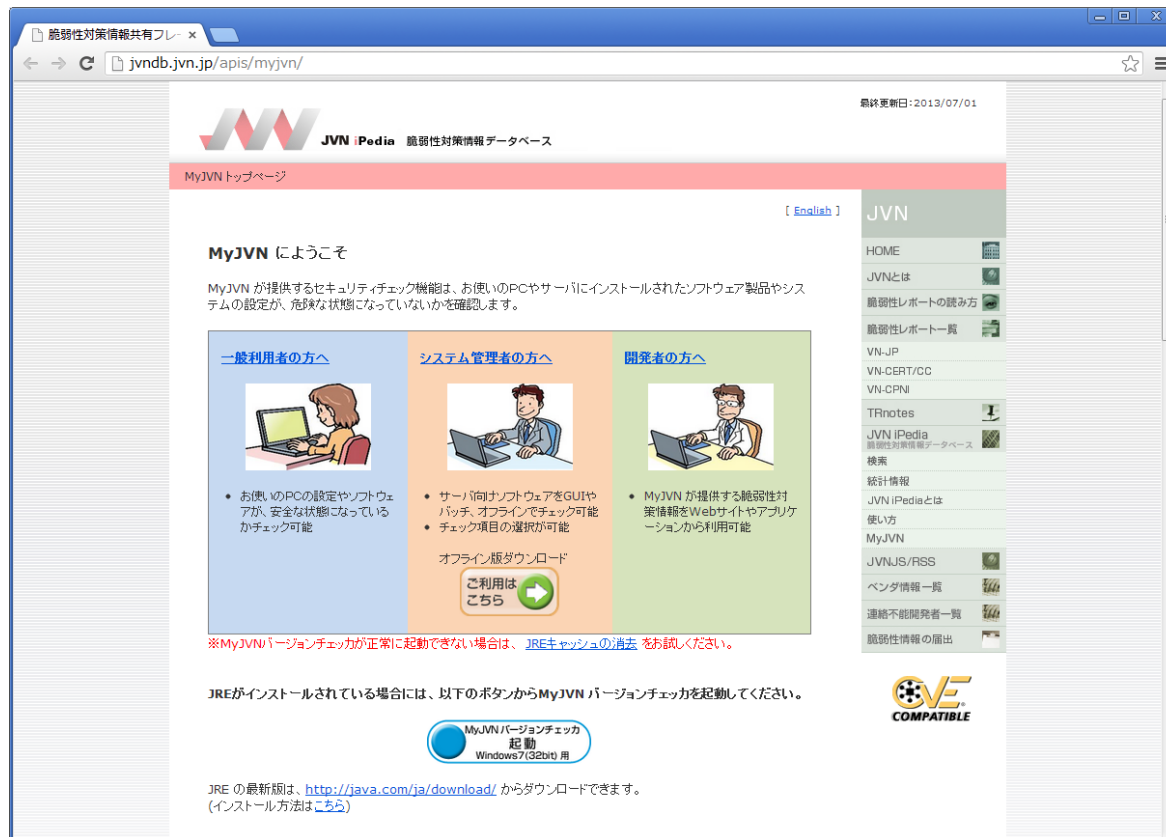 脆弱性対策情報共有フレ
jvndb.jvn.jp/apis/myjvn/
最終更新日:2013/07/01
JVN iPedia 脆弱性対策情報データベース
MyJVN トップページ
[ English ]
MyJVN にようこそ
MyJVN が提供するセキュリティチェック機能は、お使いのPCやサーバにインストールされたソフトウェア製品やシス
テムの設定が、危険な状態になっていないかを確認します。
一般利用者の方へ
お使いのPCの設定やソフトウェ
アが、安全な状態になっている
かチェック可能
システム管理者の方へ
サーバ向けソフトウェアをGUIや
バッチ、オフラインでチェック可能
チェック項目の選択が可能
オフライン版ダウンロード
ご利用は
こちら
開発者の方へ
MyJVN が提供する脆弱性対
策情報をWebサイトやアプリケ
ーションから利用可能
※MyJVNバージョンチェッカが正常に起動できない場合は、 JREキャッシュの消去 をお試しください。
JREがインストールされている場合には、以下のボタンからMyJVN バージョンチェッカを起動してください。
MyJVN バージョンチェッカ
起動
Windows7(32bit) 用
JRE の最新版は、http://java.com/ja/download/ からダウンロードできます。
(インストール方法はこちら)
JVN
HOME
JVNとは
脆弱性レポートの読み方
脆弱性レポート一覧
VN-JP
VN-CERT/CC
VN-CPNI
TRnotes
JVN iPedia
脆弱性対策情報データベース
検索
統計情報
JVN iPediaとは
使い方
MyJVN
JVNJS/RSS
ベンダ情報一覧
連絡不能開発者一覧
脆弱性情報の届出
CVE
COMPATIBLE